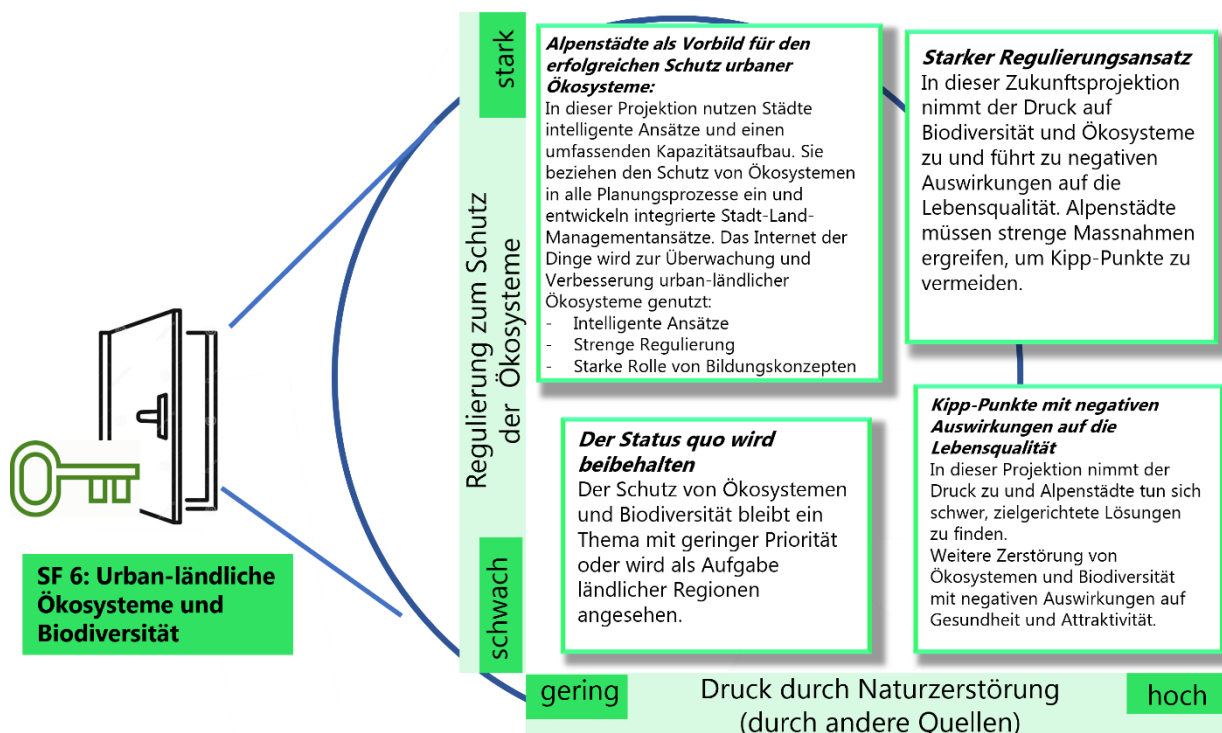 stark
Regulierung zum Schutz
der Ökosysteme
schwach
Alpenstädte als Vorbild für den
erfolgreichen Schutz urbaner
Ökosysteme:
In dieser Projektion nutzen Städte
intelligente Ansätze und einen
umfassenden Kapazitätsaufbau. Sie
beziehen den Schutz von Ökosystemen
in alle Planungsprozesse ein und
entwickeln integrierte Stadt-Land-
Managementansätze. Das Internet der
Dinge wird zur Überwachung und
Verbesserung urban-ländlicher
Ökosysteme genutzt:
- Intelligente Ansätze
- Strenge Regulierung
- Starke Rolle von Bildungskonzepten
Starker Regulierungsansatz
In dieser Zukunftsprojektion
nimmt der Druck auf
Biodiversität und Ökosysteme
zu und führt zu negativen
Auswirkungen auf die
Lebensqualität. Alpenstädte
müssen strenge Massnahmen
ergreifen, um Kipp-Punkte zu
vermeiden.
Der Status quo wird
beibehalten
Der Schutz von Ökosystemen
und Biodiversität bleibt ein
Thema mit geringer Priorität
oder wird als Aufgabe
ländlicher Regionen
angesehen.
Kipp-Punkte mit negativen
Auswirkungen auf die
Lebensqualität
In dieser Projektion nimmt der
Druck zu und Alpenstädte tun sich
schwer, zielgerichtete Lösungen
zu finden.
Weitere Zerstörung von
Ökosystemen und Biodiversität
mit negativen Auswirkungen auf
Gesundheit und Attraktivität.
SF 6: Urban-ländliche
Ökosysteme und
Biodiversität
gering
Druck durch Naturzerstörung
(durch andere Quellen)
hoch